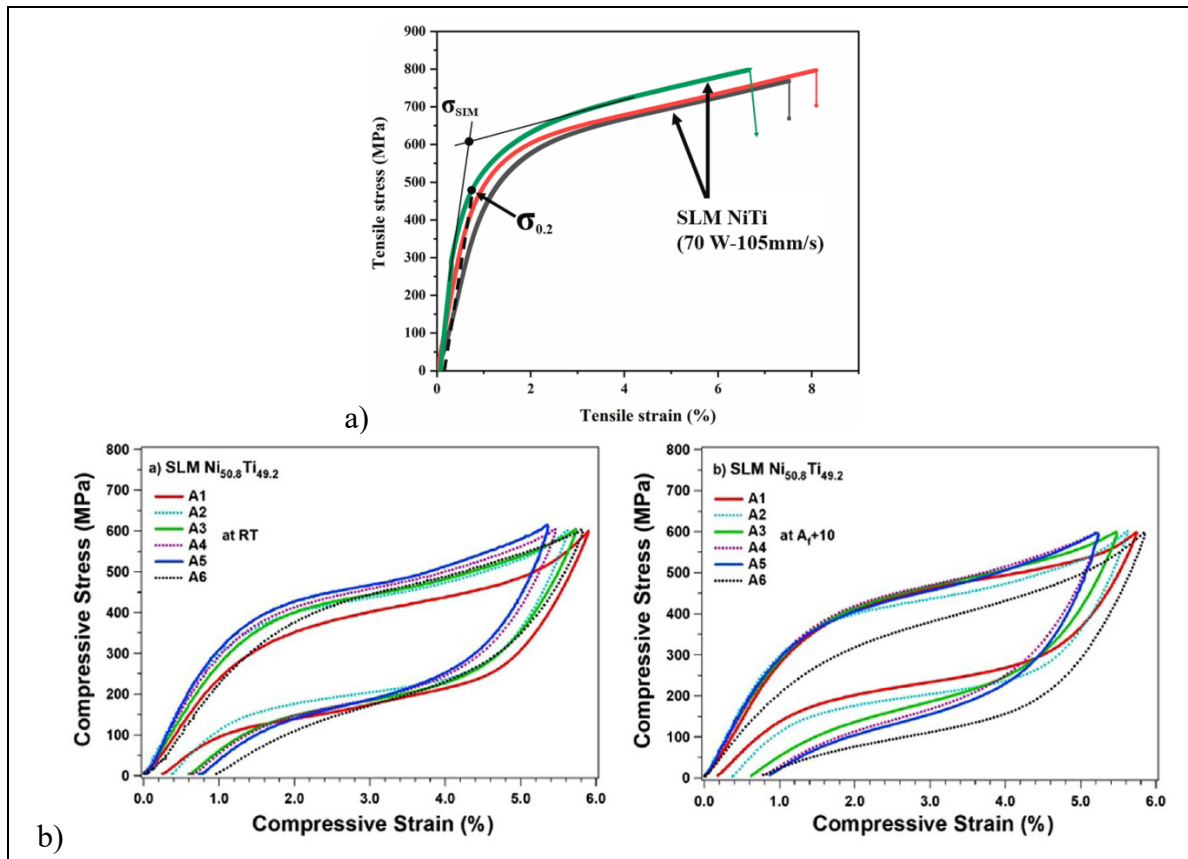 900
800
700
600
500
400
300
200
100
0
Tensile stress (MPa)
σSIM
σ0.2
SLM NiTi
(70 W-105mm/s)
0 2 4 6 8
Tensile strain (%)
a)
800
700
600
500
400
300
200
100
0
Compressive Stress (MPa)
a) SLM Ni50.8Ti49.2
A1
A2
A3
A4
A5
A6
at RT
0.0 1.0 2.0 3.0 4.0 5.0 6.0
Compressive Strain (%)
800
700
600
500
400
300
200
100
0
Compressive Stress (MPa)
b) SLM Ni50.8Ti49.2
A1
A2
A3
A4
A5
A6
at Af+10
0.0 1.0 2.0 3.0 4.0 5.0 6.0
Compressive Strain (%)
b)